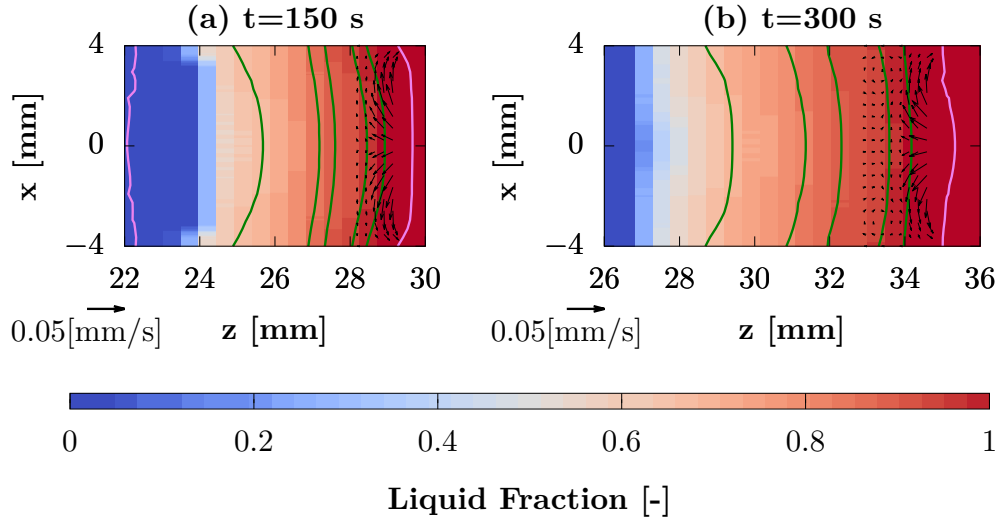 (a) t=150 s
(b) t=300 s
x [mm]
4
0
−4
22 24 26 28 30
0.05[mm/s]
z [mm]
x [mm]
4
0
−4
26 28 30 32 34 36
0.05[mm/s]
z [mm]
0 0.2 0.4 0.6 0.8 1
Liquid Fraction [-]